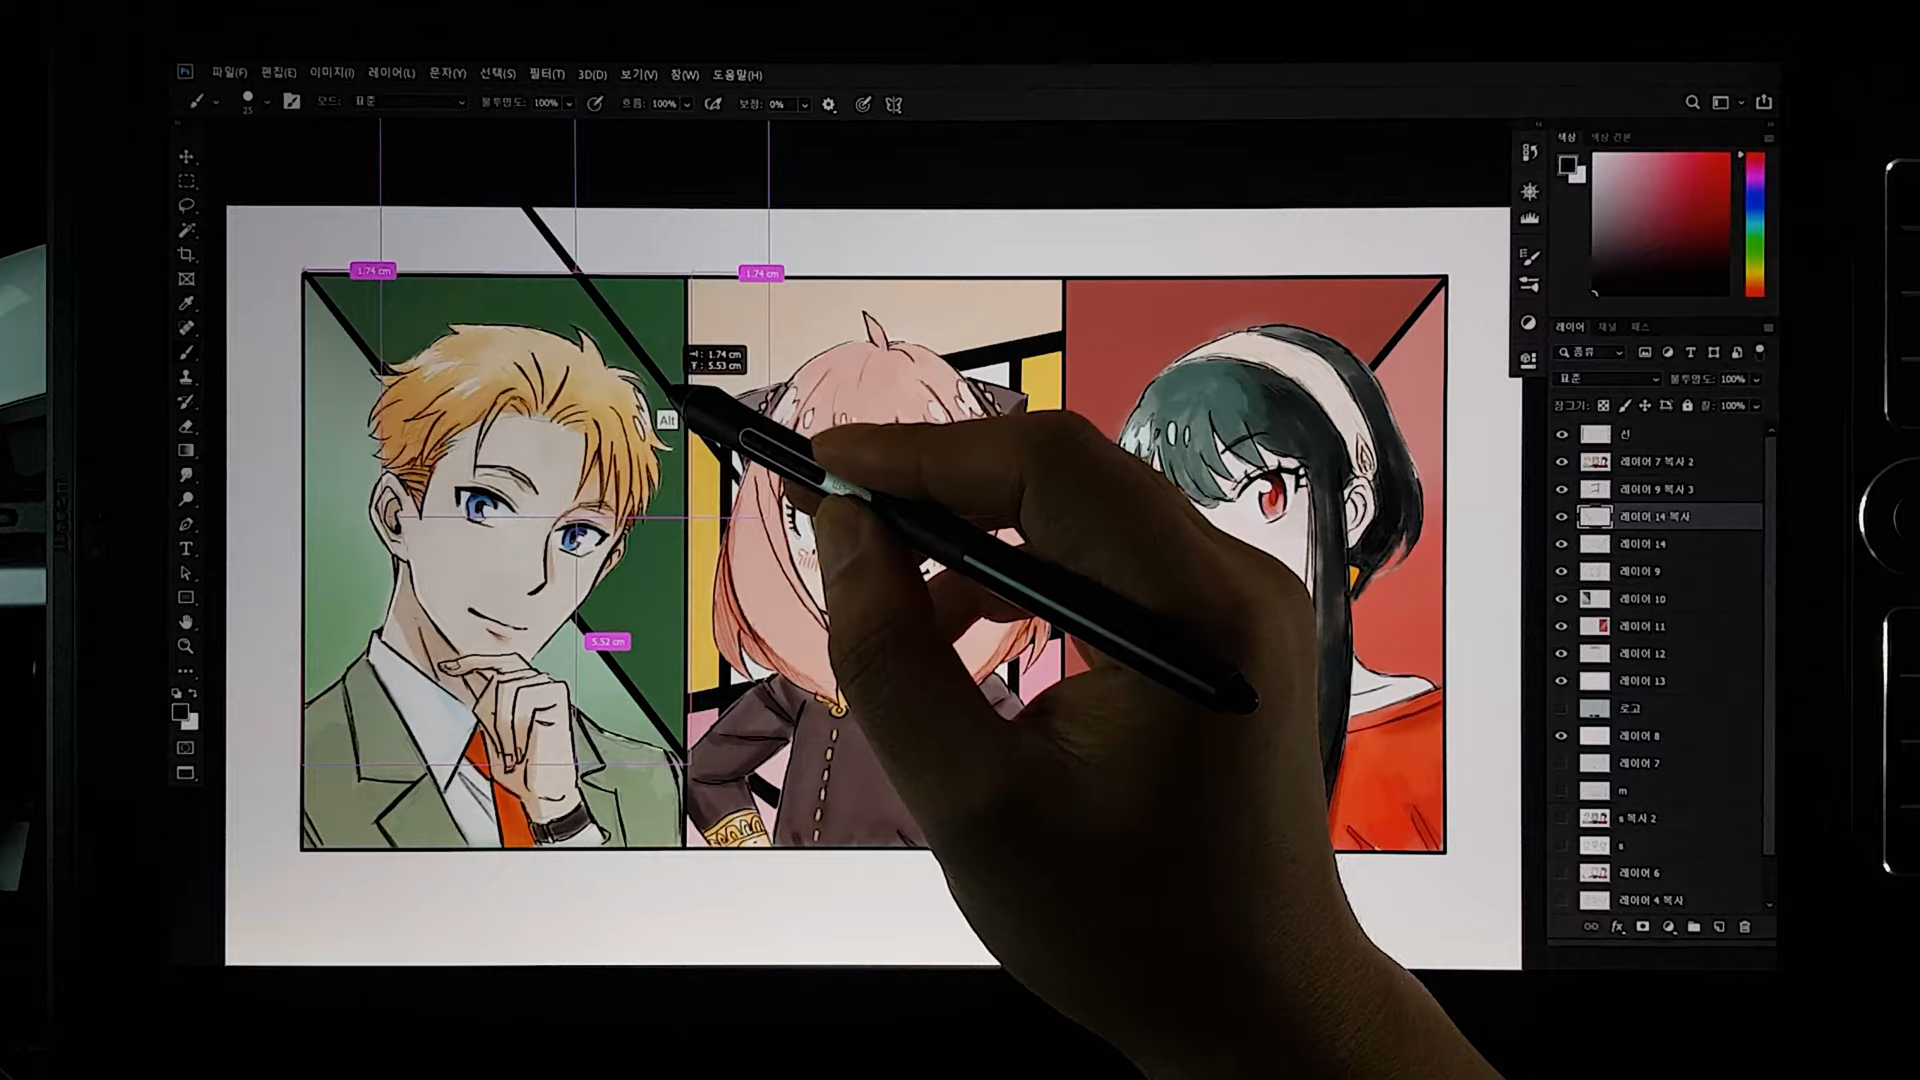 Ps 파일(F) 편집(E) 이미지(I) 레이어(L) 문자(Y) 선택(S) 필터(T) 3D(D) 보기(V) 창(W) 도움말(H)
25 모드: 표준 불투명도: 100% 흐름: 100% 보정: 0%
색상 색상 견본
1.74 cm
1.74 cm
: 1.74 cm
: 5.53 cm
Alt
5.52 cm
레이어 채널 패스
종류
표준 불투명도: 100%
잠그기: 칠: 100%
선
레이어 7 복사 2
레이어 9 복사 3
레이어 14 복사
레이어 14
레이어 9
레이어 10
레이어 11
레이어 12
레이어 13
로고
레이어 8
레이어 7
m
s 복사 2
s
레이어 6
레이어 4 복사
fx